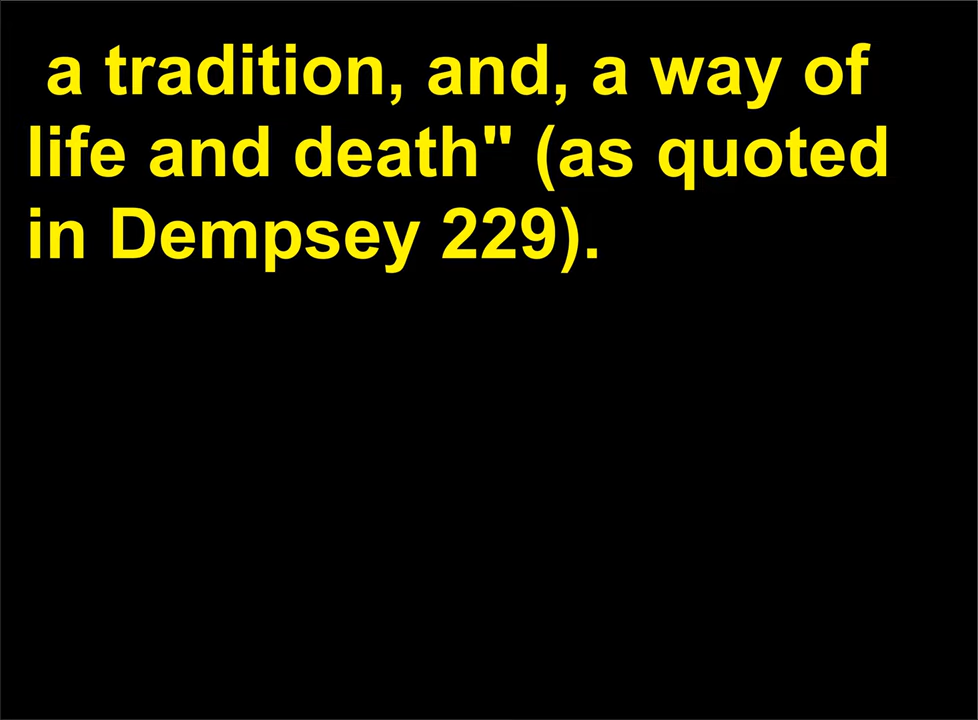 a tradition, and, a way of
life and death" (as quoted
in Dempsey 229).